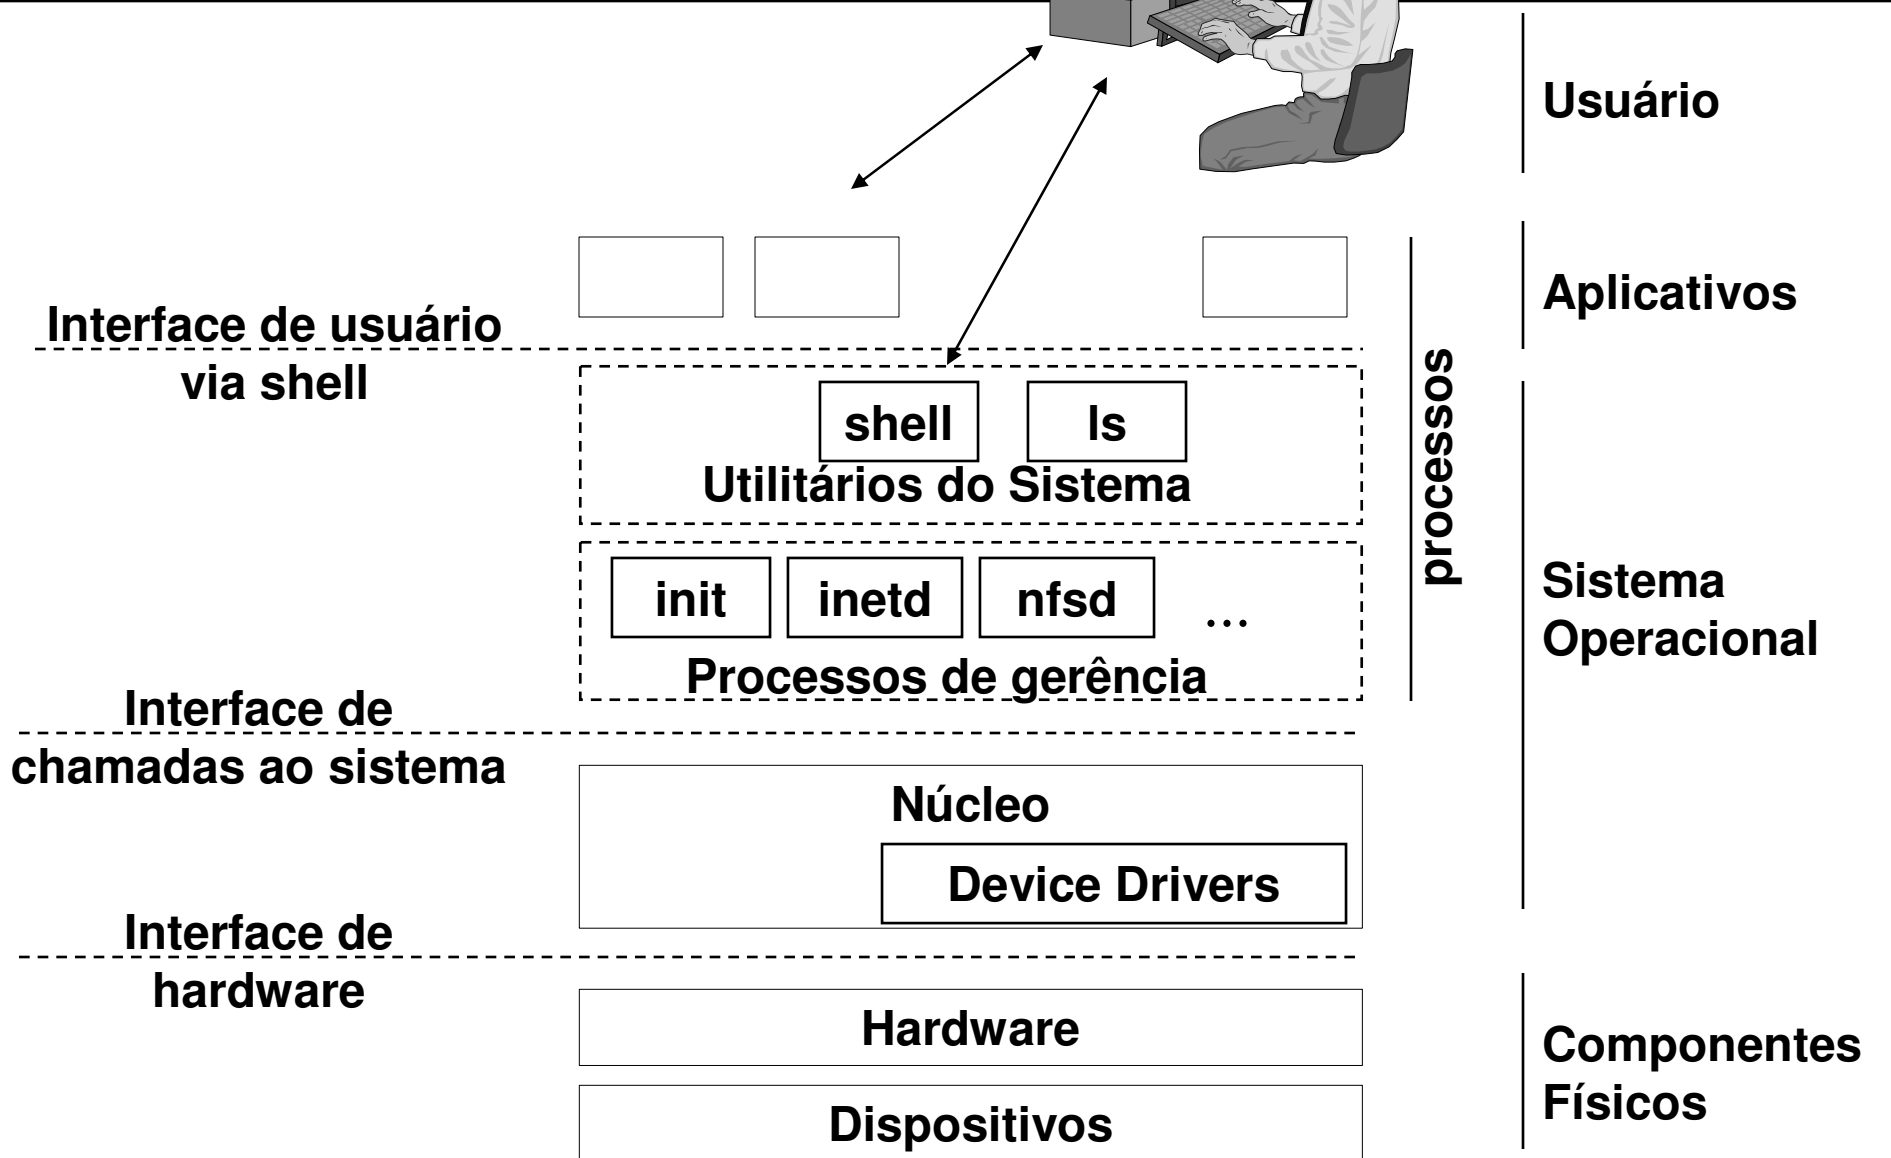 Usuário
Aplicativos
Interface de usuário
via shell
shell
ls
Utilitários do Sistema
processos
init
inetd
nfsd
...
Processos de gerência
Sistema
Operacional
Interface de
chamadas ao sistema
Núcleo
Device Drivers
Interface de
hardware
Hardware
Dispositivos
Componentes
Físicos